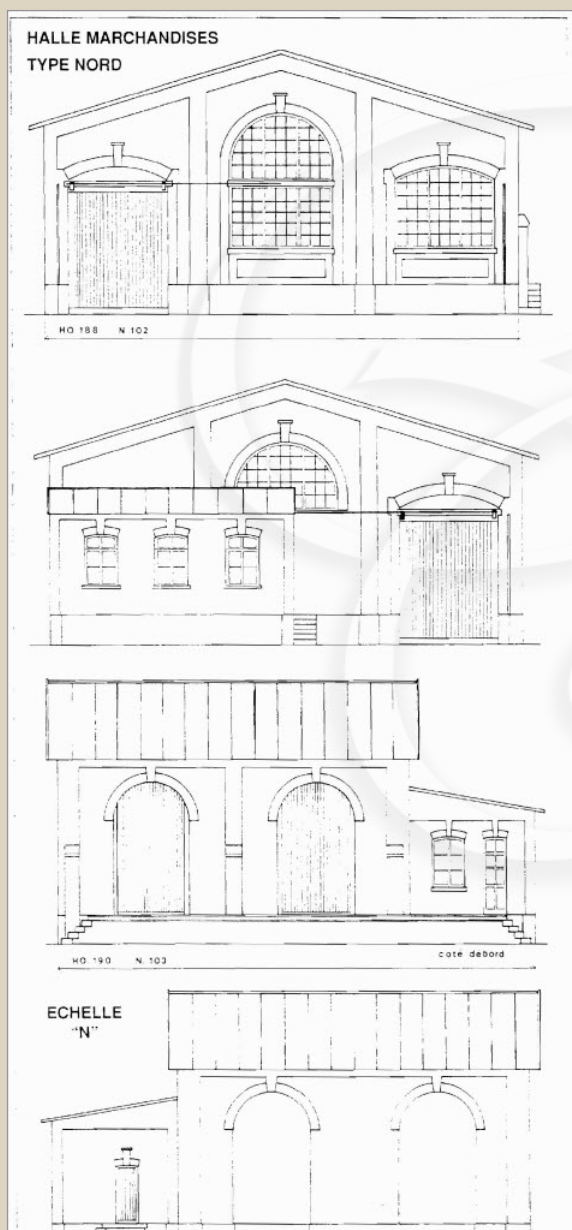 HALLE MARCHANDISES
TYPE NORD
HO 188 N 102
HO. 190 N. 103
coté debord
ECHELLE
"N"